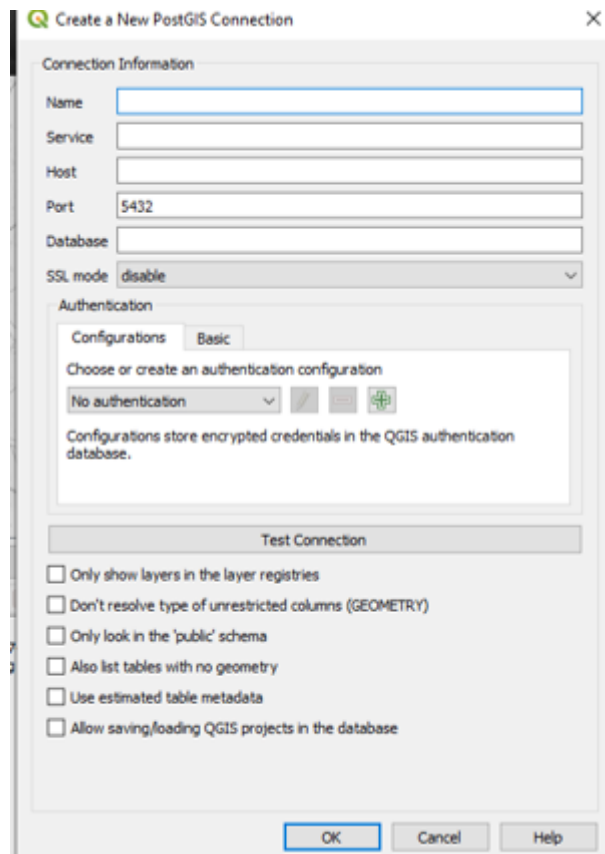 Create a New PostGIS Connection
Connection Information
Name
Service
Host
Port 5432
Database
SSL mode disable
Authentication
Configurations Basic
Choose or create an authentication configuration
No authentication
Configurations store encrypted credentials in the QGIS authentication
database.
Test Connection
Only show layers in the layer registries
Don't resolve type of unrestricted columns (GEOMETRY)
Only look in the 'public' schema
Also list tables with no geometry
Use estimated table metadata
Allow saving/loading QGIS projects in the database
OK Cancel Help